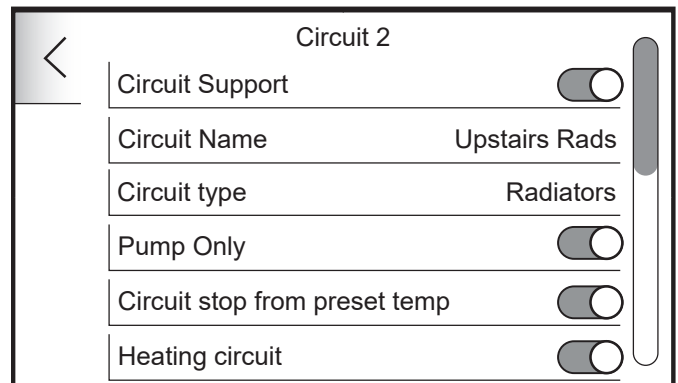 Circuit 2
Circuit Support
Circuit Name Upstairs Rads
Circuit type Radiators
Pump Only
Circuit stop from preset temp
Heating circuit